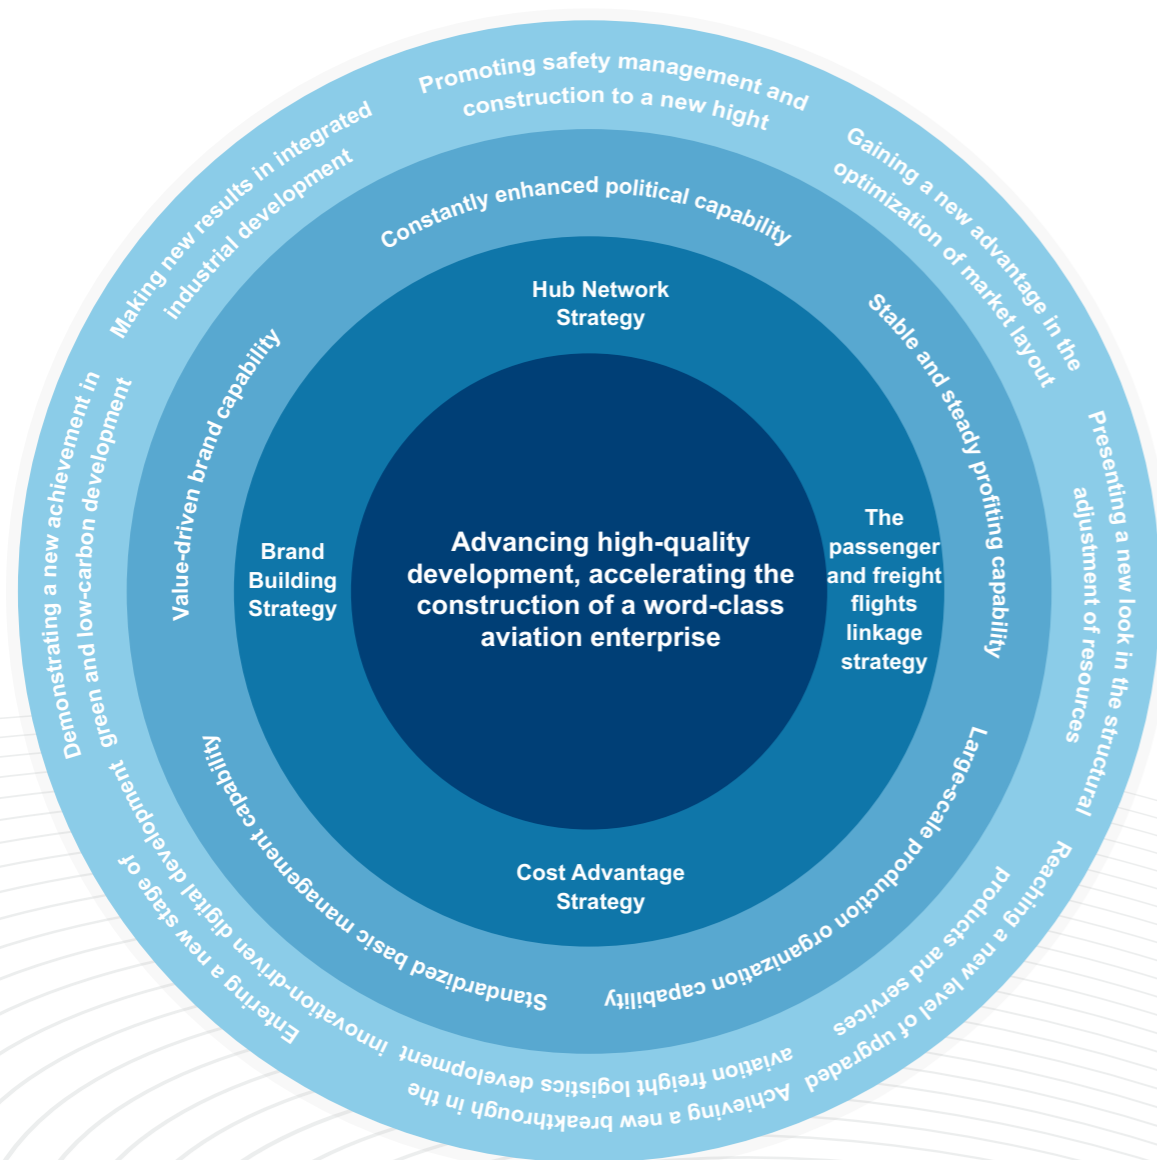 Promoting safety management and
construction to a new hight
Gaining a new advantage in the
optimization of market layout
Presenting a new look in the structural
adjustment of resources
Reaching a new level of upgraded
products and services
Achieving a new breakthrough in the
aviation freight logistics development
Entering a new stage of
innovation-driven digital development
Demonstrating a new achievement in
green and low-carbon development
Making new results in integrated
industrial development
Constantly enhanced political capability
Stable and steady profiting capability
Large-scale production organization capability
Standardized basic management capability
Value-driven brand capability
Hub Network
Strategy
The
passenger
and freight
flights
linkage
strategy
Cost Advantage
Strategy
Brand
Building
Strategy
Advancing high-quality
development, accelerating the
construction of a word-class
aviation enterprise